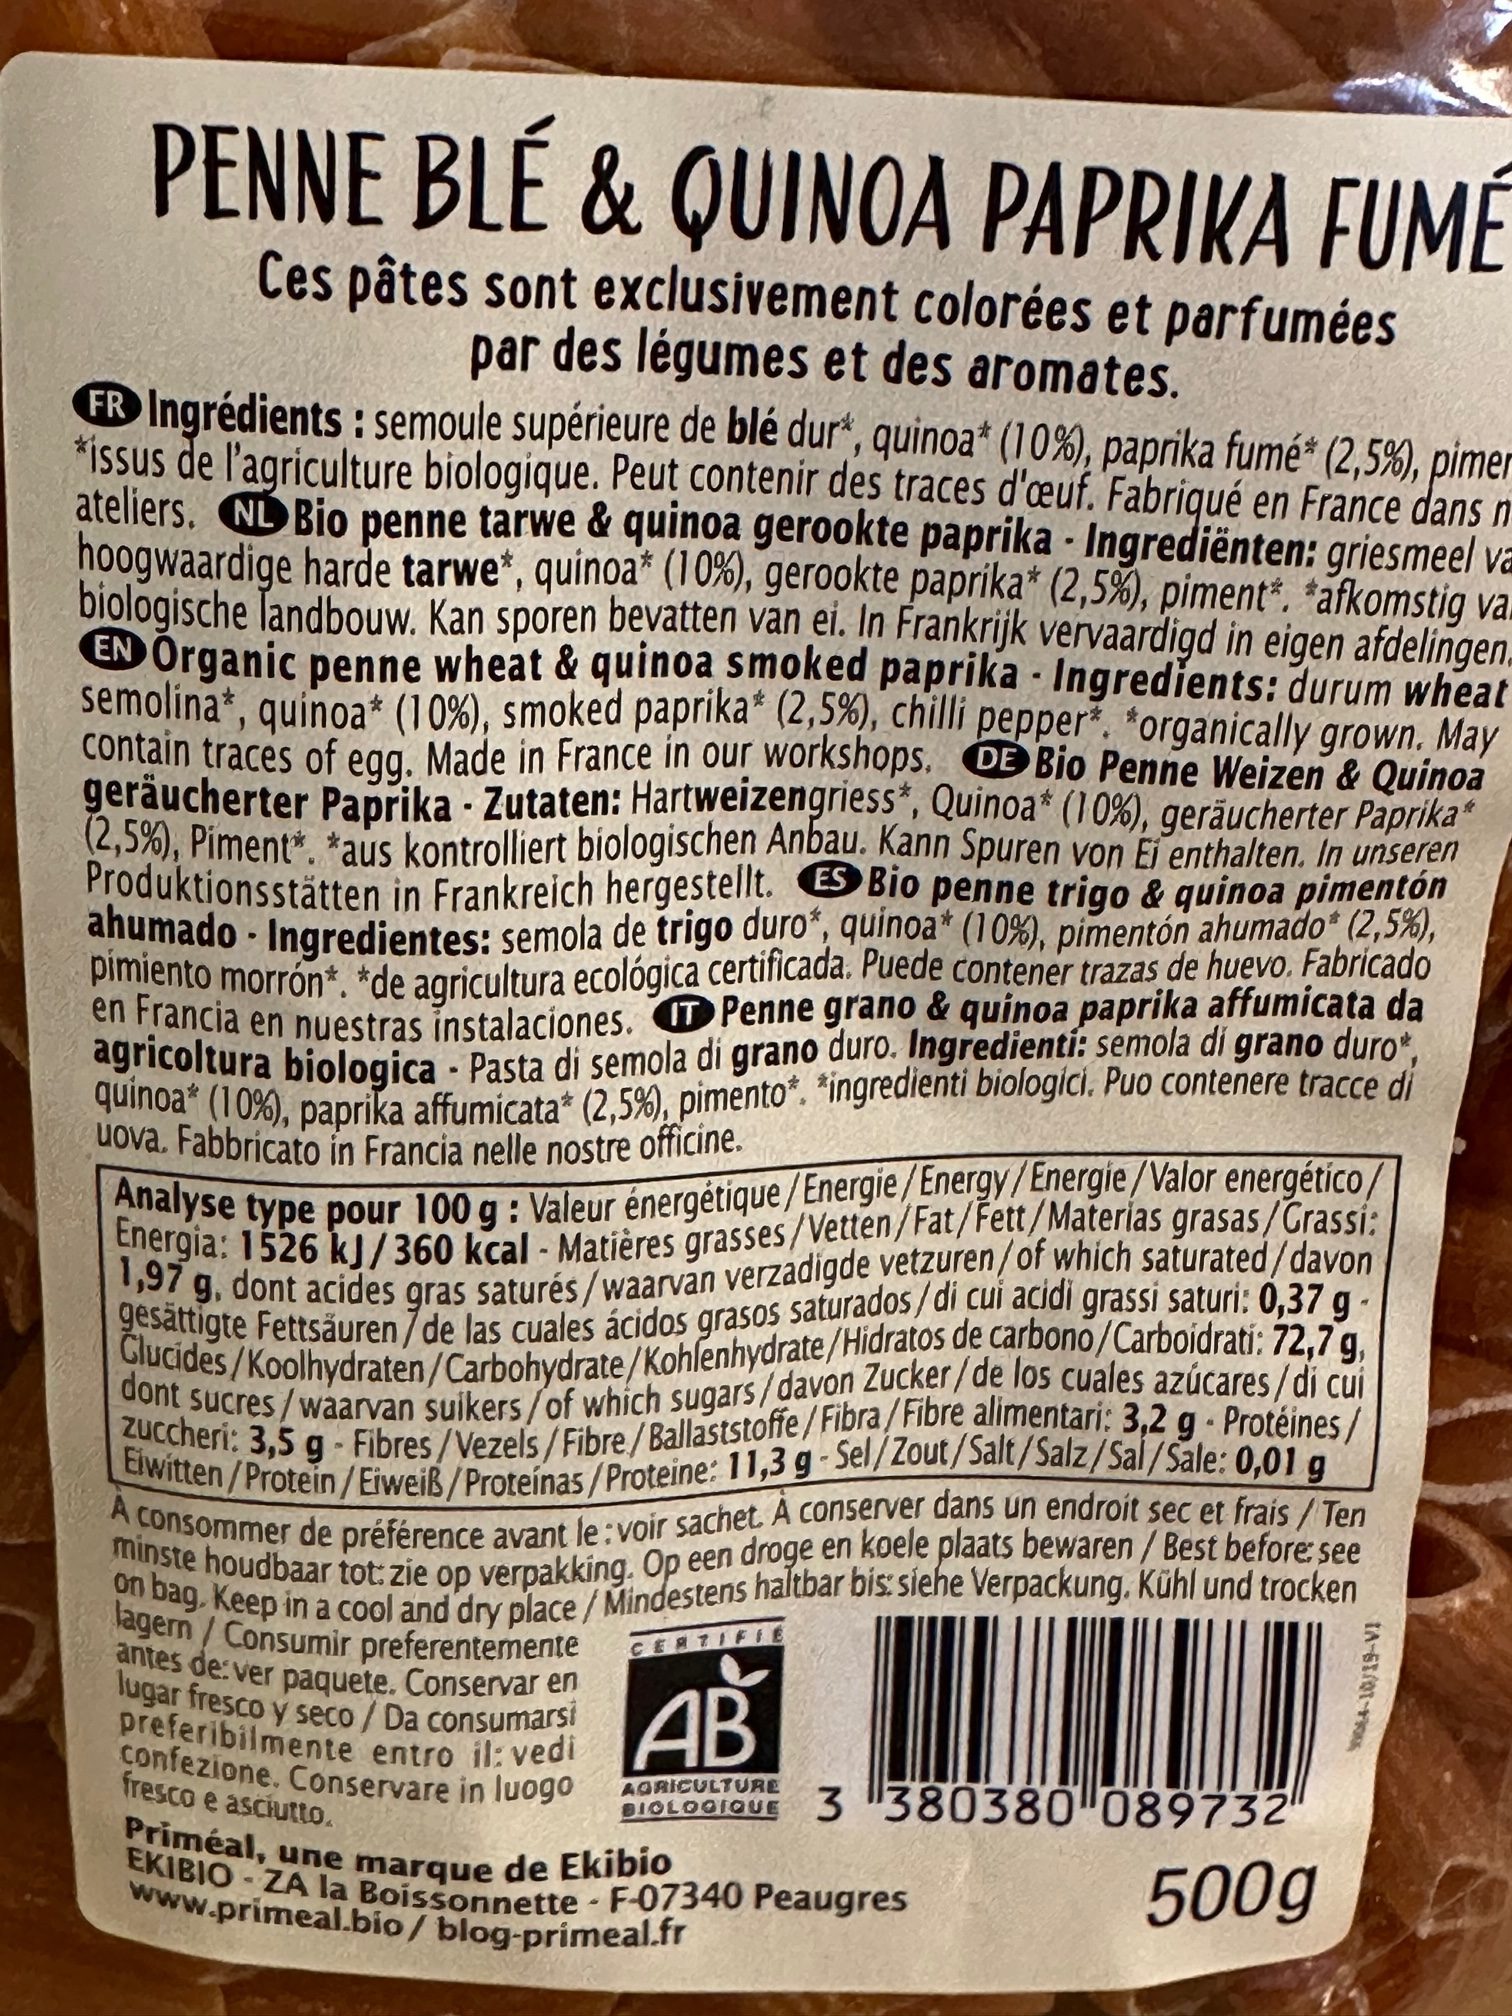 PENNE BLÉ & QUINOA PAPRIKA FUMÉ
Ces pâtes sont exclusivement colorées et parfumées
par des légumes et des aromates.
FR Ingrédients : semoule supérieure de blé dur*, quinoa* (10%), paprika fumé* (2,5%),
*issus de l'agriculture biologique. Peut contenir des traces d'œuf. Fabriqué en France dans
ateliers. NL Bio penne tarwe & quinoa gerookte paprika - Ingrediënten: griesmeel
hoogwaardige harde tarwe*, quinoa* (10%), gerookte paprika* (2,5%), piment*. *afkomstig
biologische landbouw. Kan sporen bevatten van ei. In Frankrijk vervaardigd in eigen afdelingen.
EN Organic penne wheat & quinoa smoked paprika - Ingredients: durum wheat
semolina*, quinoa* (10%), smoked paprika* (2,5%), chilli pepper*. *organically grown. May
contain traces of egg. Made in France in our workshops. DE Bio Penne Weizen & Quinoa
geräucherter Paprika - Zutaten: Hartweizengriess*, Quinoa* (10%), geräucherter Paprika*
(2,5%), Piment*. *aus kontrolliert biologischen Anbau. Kann Spuren von Ei enthalten. In unseren
Produktionsstätten in Frankreich hergestellt. ES Bio penne trigo & quinoa pimentón
ahumado - Ingredientes: semola de trigo duro*, quinoa* (10%), pimentón ahumado* (2,5%),
pimiento morrón*. *de agricultura ecológica certificada. Puede contener trazas de huevo. Fabricado
en Francia en nuestras instalaciones. IT Penne grano & quinoa paprika affumicata da
agricoltura biologica - Pasta di semola di grano duro. Ingredienti: semola di grano duro*,
quinoa* (10%), paprika affumicata* (2,5%), pimento*. *ingredienti biologici. Puo contenere tracce di
uova. Fabbricato in Francia nelle nostre officine.
Analyse type pour 100 g : Valeur énergétique/Energie/Energy/Energie/Valor energético/
Energia: 1526 kJ/360 kcal - Matières grasses/Vetten/Fat/Fett/Materias grasas/Grassi:
1,97 g, dont acides gras saturés/waarvan verzadigde vetzuren/of which saturated/davon
gesättigte Fettsäuren/de las cuales ácidos grasos saturados/di cui acidi grassi saturi: 0,37 g -
Glucides/Koolhydraten/Carbohydrate/Kohlenhydrate/Hidratos de carbono/Carboidrati: 72,7 g,
dont sucres/waarvan suikers/of which sugars/davon Zucker/de los cuales azúcares/di cui
zuccheri: 3,5 g - Fibres/Vezels/Fibre/Ballaststoffe/Fibra/Fibre alimentari: 3,2 g - Protéines/
Eiwitten/Protein/Eiweiß/Proteínas/Proteine: 11,3 g - Sel/Zout/Salt/Salz/Sal/Sale: 0,01 g
À consommer de préférence avant le : voir sachet. À conserver dans un endroit sec et frais / Ten
minste houdbaar tot: zie op verpakking. Op een droge en koele plaats bewaren / Best before: see
on bag. Keep in a cool and dry place / Mindestens haltbar bis: siehe Verpackung. Kühl und trocken
lagern / Consumir preferentemente
antes de: ver paquete. Conservar en
lugar fresco y seco / Da consumarsi
preferibilmente entro il: vedi
confezione. Conservare in luogo
fresco e asciutto.
CERTIFIÉ
AB
AGRICULTURE
BIOLOGIQUE
3 380380 089732
Priméal, une marque de Ekibio
EKIBIO - ZA la Boissonnette - F-07340 Peaugres
www.primeal.bio / blog-primeal.fr
500g